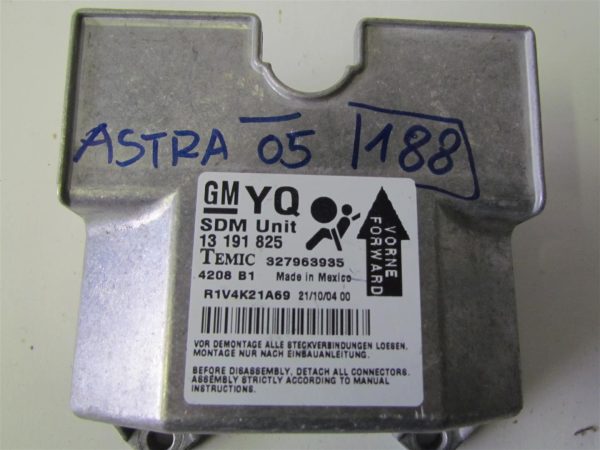 ASTRA 05 188
GM YQ
SDM Unit
13 191 825
TEMIC 327963935
4208 B1 Made in Mexico
R1V4K21A69 21/10/04 00
VORNE
FORWARD
VOR DEMONTAGE ALLE STECKVERBINDUNGEN LOESEN.
MONTAGE NUR NACH EINBAUANLEITUNG.
BEFORE DISASSEMBLY, DETACH ALL CONNECTORS.
ASSEMBLY STRICTLY ACCORDING TO MANUAL
INSTRUCTIONS.